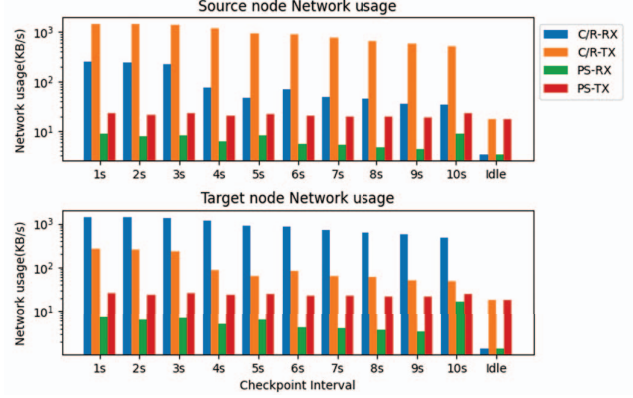 Source node Network usage
Network usage(KB/s)
10³
10²
10¹
1s 2s 3s 4s 5s 6s 7s 8s 9s 10s Idle
C/R-RX
C/R-TX
PS-RX
PS-TX
Target node Network usage
Network usage(KB/s)
10³
10²
10¹
1s 2s 3s 4s 5s 6s 7s 8s 9s 10s Idle
Checkpoint Interval